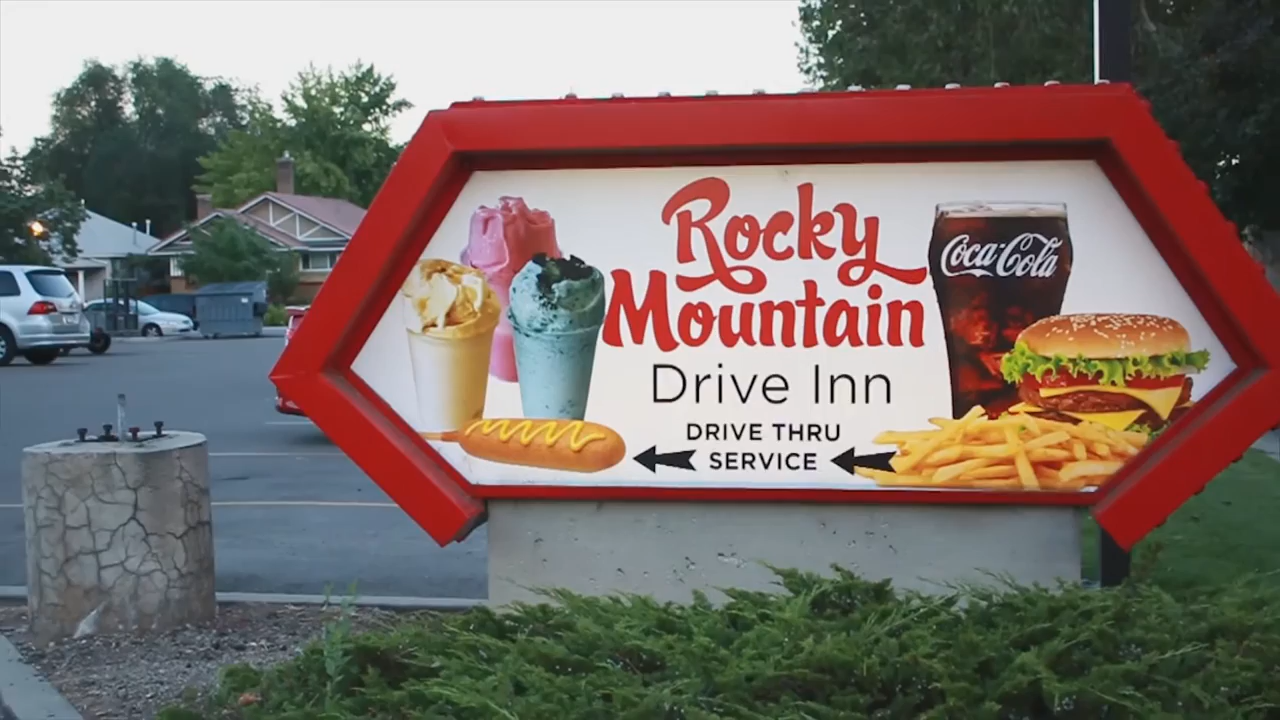 Rocky
Mountain
Drive Inn
DRIVE THRU
SERVICE
Coca-Cola